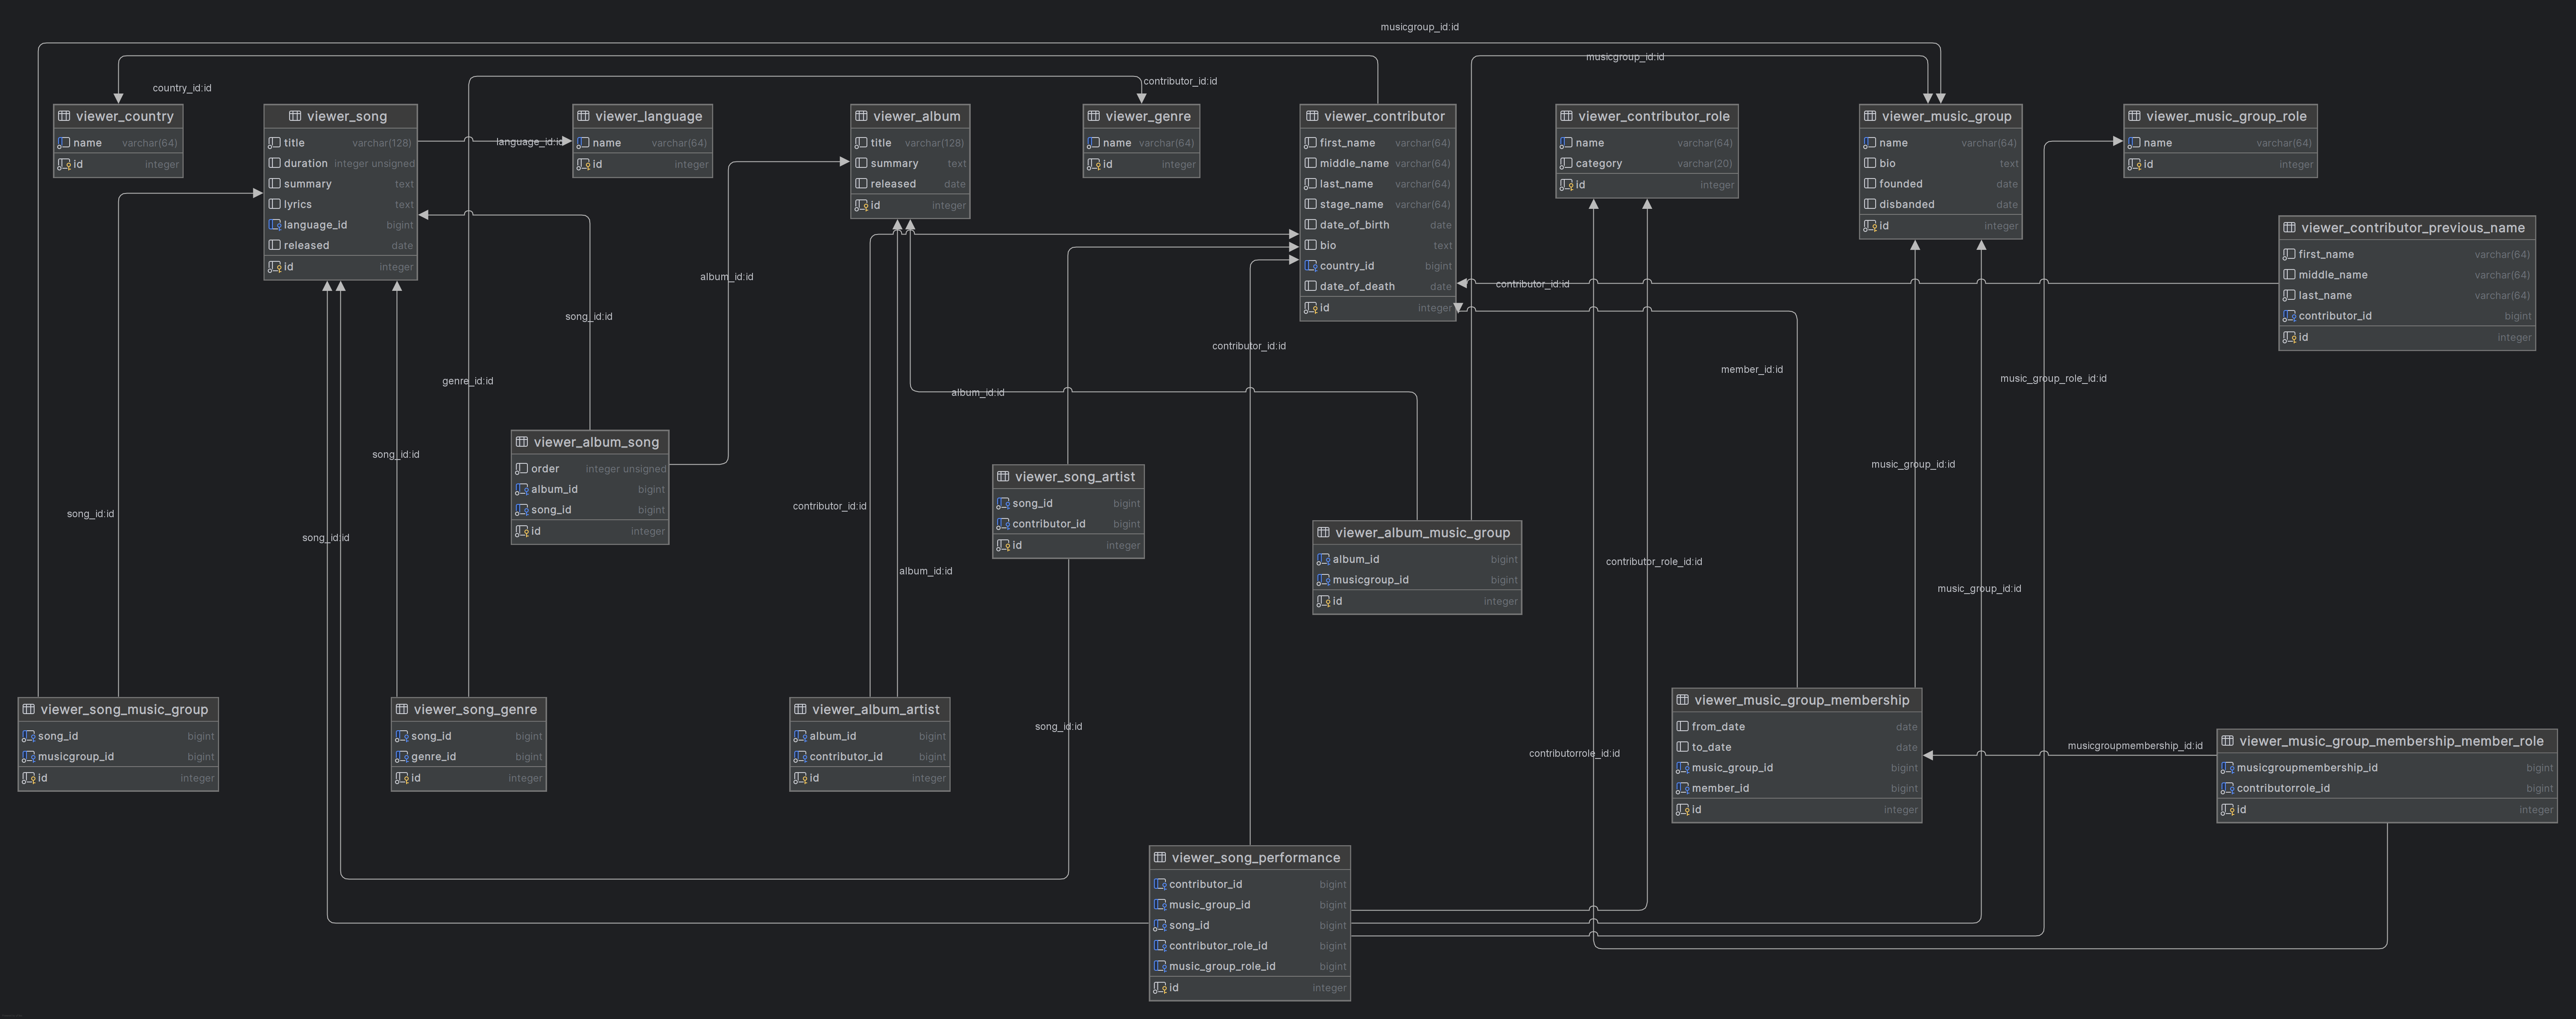 musicgroup_id:id
musicgroup_id:id
country_id:id
contributor_id:id
viewer_country
name varchar(64)
id integer
viewer_song
title varchar(128)
duration integer unsigned
summary text
lyrics text
language_id bigint
released date
id integer
language_id:id
viewer_language
name varchar(64)
id integer
viewer_album
title varchar(128)
summary text
released date
id integer
viewer_genre
name varchar(64)
id integer
viewer_contributor
first_name varchar(64)
middle_name varchar(64)
last_name varchar(64)
stage_name varchar(64)
date_of_birth date
bio text
country_id bigint
date_of_death date
id integer
viewer_contributor_role
name varchar(64)
category varchar(20)
id integer
viewer_music_group
name varchar(64)
bio text
founded date
disbanded date
id integer
viewer_music_group_role
name varchar(64)
id integer
viewer_contributor_previous_name
first_name varchar(64)
middle_name varchar(64)
last_name varchar(64)
contributor_id bigint
id integer
album_id:id
contributor_id:id
song_id:id
contributor_id:id
member_id:id
music_group_role_id:id
genre_id:id
album_id:id
song_id:id
music_group_id:id
viewer_album_song
order integer unsigned
album_id bigint
song_id bigint
id integer
viewer_song_artist
song_id bigint
contributor_id bigint
id integer
viewer_album_music_group
album_id bigint
musicgroup_id bigint
id integer
song_id:id
contributor_id:id
song_id:id
album_id:id
contributor_role_id:id
music_group_id:id
viewer_song_music_group
song_id bigint
musicgroup_id bigint
id integer
viewer_song_genre
song_id bigint
genre_id bigint
id integer
viewer_album_artist
album_id bigint
contributor_id bigint
id integer
song_id:id
contributorrole_id:id
viewer_music_group_membership
from_date date
to_date date
music_group_id bigint
member_id bigint
id integer
musicgroupmembership_id:id
viewer_music_group_membership_member_role
musicgroupmembership_id bigint
contributorrole_id bigint
id integer
viewer_song_performance
contributor_id bigint
music_group_id bigint
song_id bigint
contributor_role_id bigint
music_group_role_id bigint
id integer